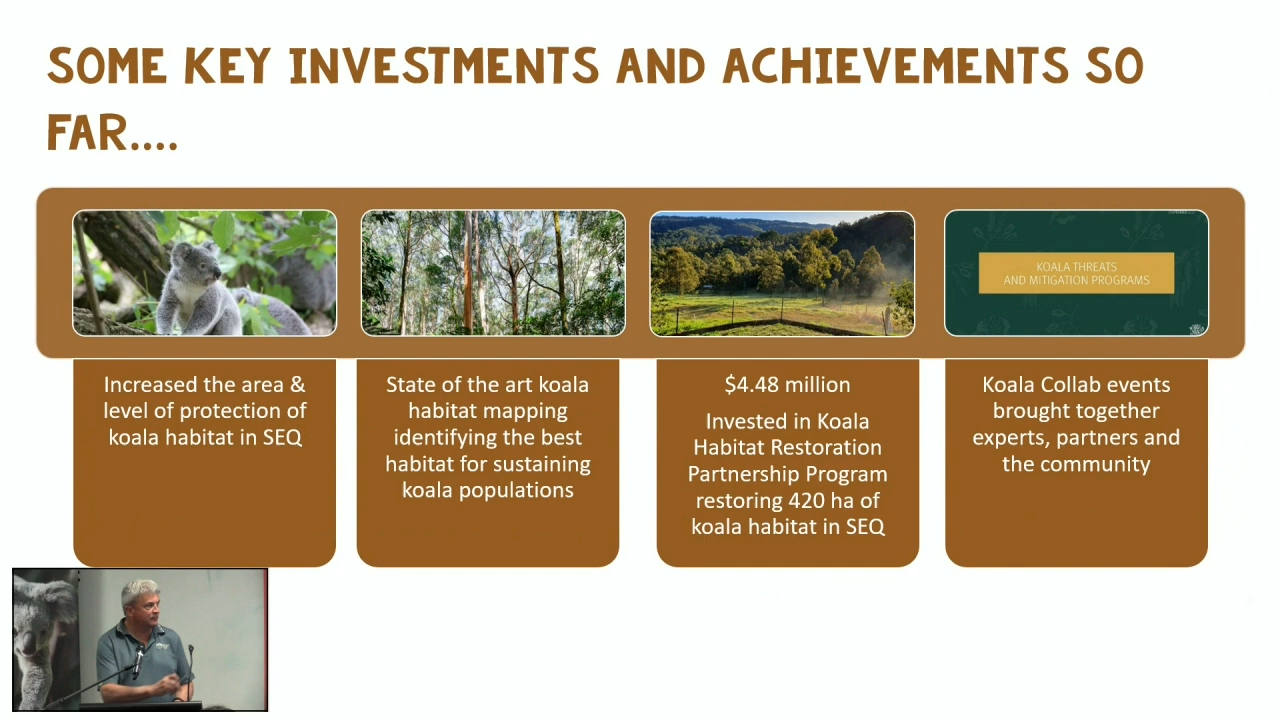 SOME KEY INVESTMENTS AND ACHIEVEMENTS SO
FAR....
KOALA THREATS
AND MITIGATION PROGRAMS
Increased the area &
level of protection of
koala habitat in SEQ
State of the art koala
habitat mapping
identifying the best
habitat for sustaining
koala populations
$4.48 million
Invested in Koala
Habitat Restoration
Partnership Program
restoring 420 ha of
koala habitat in SEQ
Koala Collab events
brought together
experts, partners and
the community